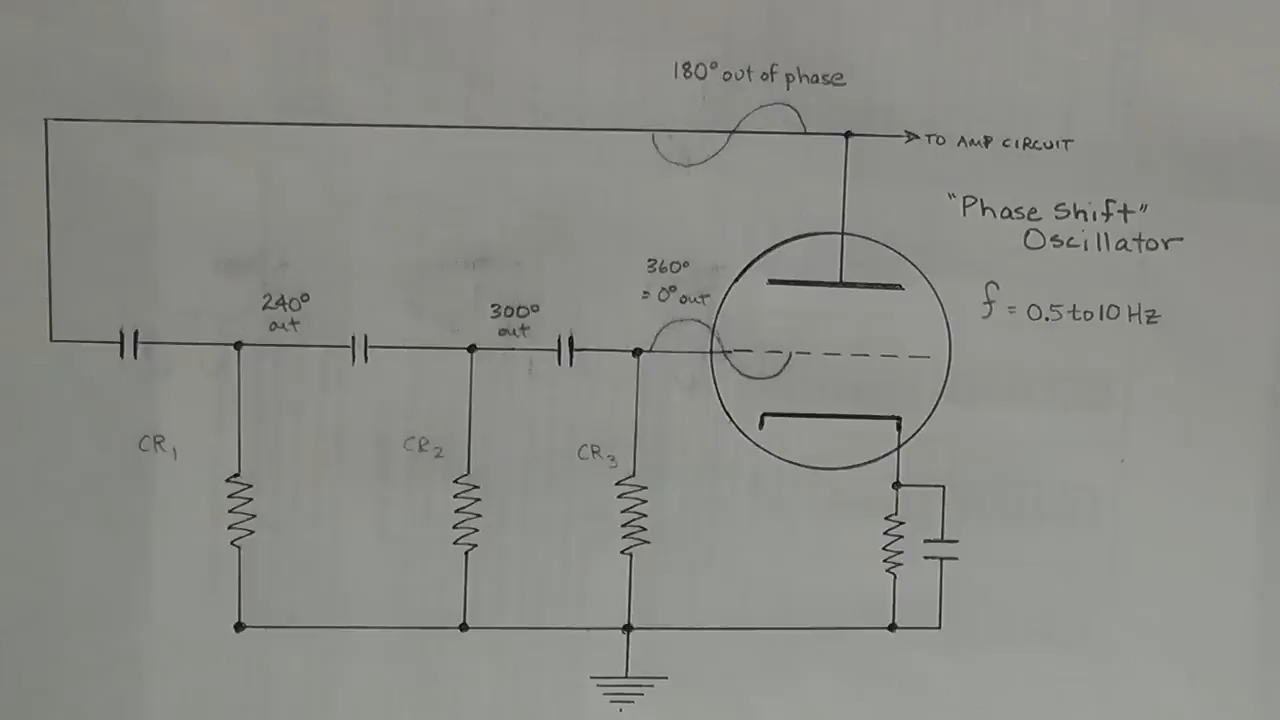 180° out of phase
TO AMP CIRCUIT
"Phase Shift"
Oscillator
f = 0.5 to 10 Hz
360°
= 0° out
240°
out
300°
out
CR1
CR2
CR3